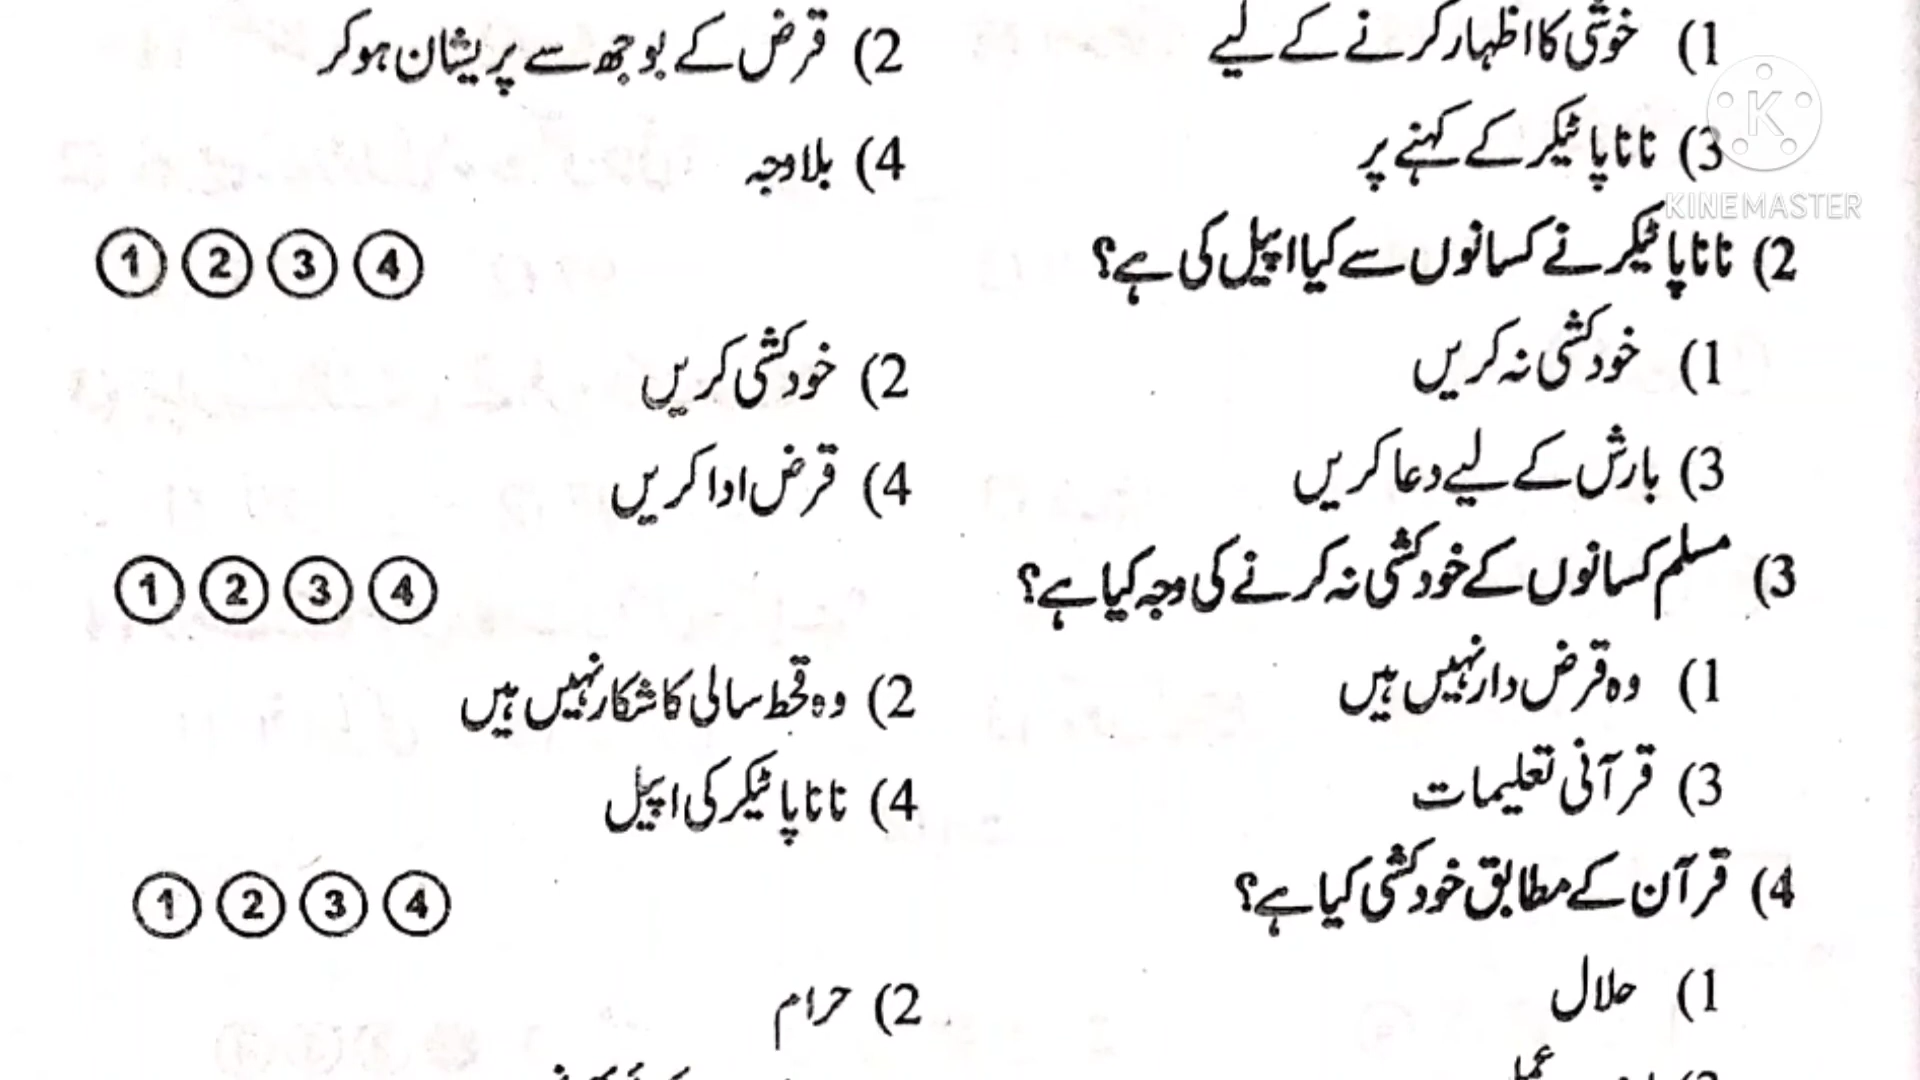 1) خوشی کا اظہار کرنے کے لیے 2) قرض کے بوجھ سے پریشان ہو کر
3) نانا پاٹیکر کے کہنے پر 4) بلا وجہ
KINEMASTER
2) نانا پاٹیکر نے کسانوں سے کیا اپیل کی ہے؟ 1 2 3 4
1) خودکشی نہ کریں 2) خودکشی کریں
3) بارش کے لیے دعا کریں 4) قرض ادا کریں
3) مسلم کسانوں کے خودکشی نہ کرنے کی وجہ کیا ہے؟ 1 2 3 4
1) وہ قرض دار نہیں ہیں 2) وہ قحط سالی کا شکار نہیں ہیں
3) قرآنی تعلیمات 4) نانا پاٹیکر کی اپیل
4) قرآن کے مطابق خودکشی کیا ہے؟ 1 2 3 4
1) حلال 2) حرام